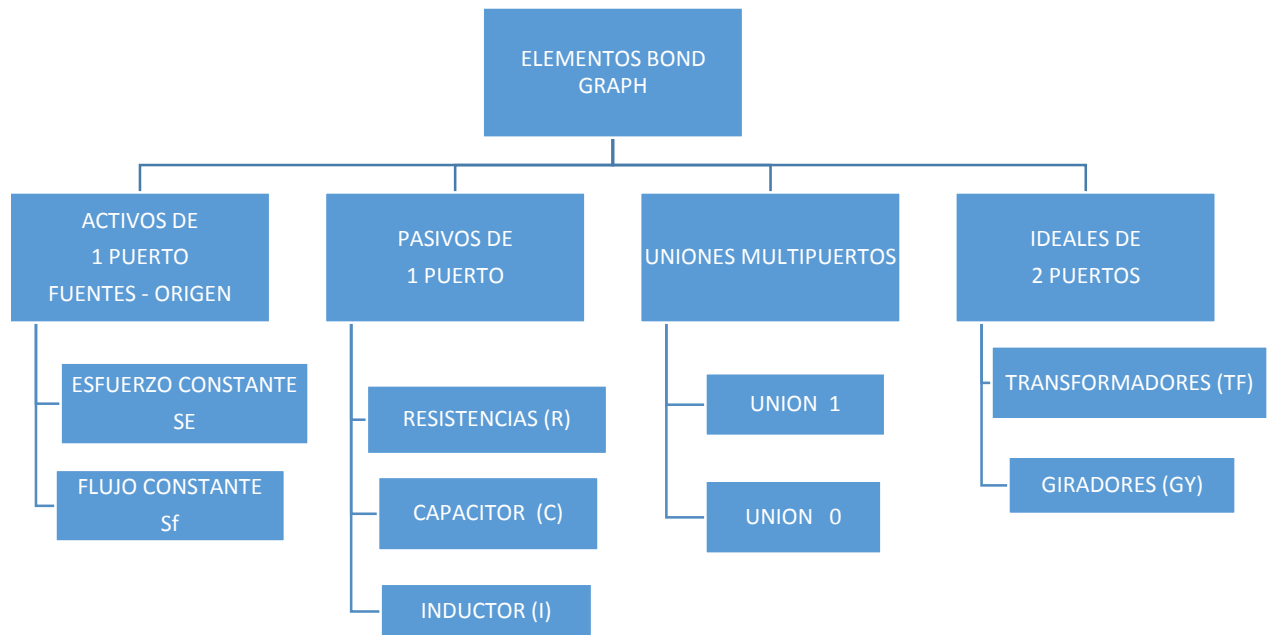 ELEMENTOS BOND
GRAPH
ACTIVOS DE
1 PUERTO
FUENTES - ORIGEN
ESFUERZO CONSTANTE
SE
FLUJO CONSTANTE
Sf
PASIVOS DE
1 PUERTO
RESISTENCIAS (R)
CAPACITOR (C)
INDUCTOR (I)
UNIONES MULTIPUERTOS
UNION 1
UNION 0
IDEALES DE
2 PUERTOS
TRANSFORMADORES (TF)
GIRADORES (GY)